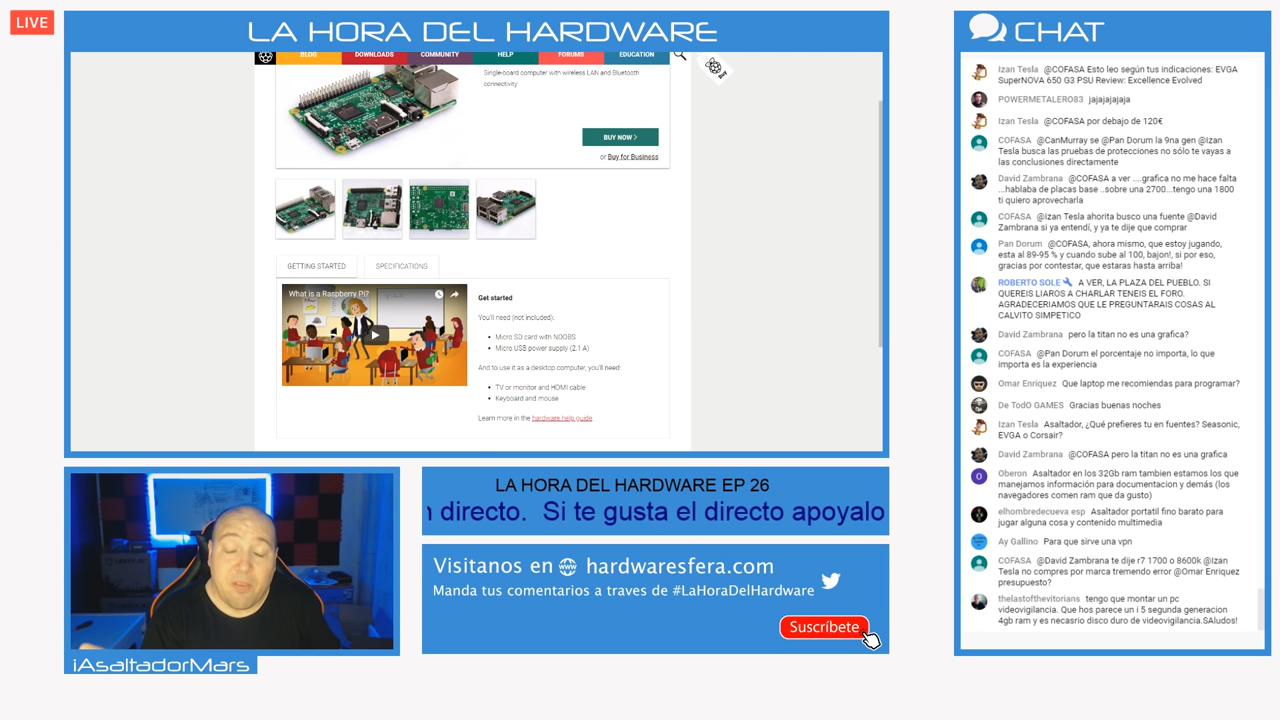 LIVE
LA HORA DEL HARDWARE
BLOG DOWNLOADS COMMUNITY HELP FORUMS EDUCATION
Buy
Single-board computer with wireless LAN and Bluetooth
connectivity
BUY NOW >
or Buy for Business
GETTING STARTED SPECIFICATIONS
What is a Raspberry Pi?
Get started
You'll need (not included):
Micro SD card with NOOBS
Micro USB power supply (2.1 A)
And to use it as a desktop computer, you'll need:
TV or monitor and HDMI cable
Keyboard and mouse
Learn more in the hardware help guide.
iAsaltadorMars
LA HORA DEL HARDWARE EP 26
n directo. Si te gusta el directo apoyalo
Visitanos en www hardwaresfera.com
Manda tus comentarios a traves de #LaHoraDelHardware
Suscríbete
CHAT
Izan Tesla @COFASA Esto leo según tus indicaciones: EVGA
SuperNOVA 650 G3 PSU Review: Excellence Evolved
POWERMETALERO83 jajajajajaja
Izan Tesla @COFASA por debajo de 120€
COFASA @CanMurray se @Pan Dorum la 9na gen @Izan
Tesla busca las pruebas de protecciones no sólo te vayas a
las conclusiones directamente
David Zambrana @COFASA a ver ....grafica no me hace falta
...hablaba de placas base ..sobre una 2700...tengo una 1800
ti quiero aprovecharla
COFASA @Izan Tesla ahorita busco una fuente @David
Zambrana si ya entendí, y ya te dije que comprar
Pan Dorum @COFASA, ahora mismo, que estoy jugando,
esta al 89-95 % y cuando sube al 100, bajon!, si por eso,
gracias por contestar, que estaras hasta arriba!
ROBERTO SOLE A VER, LA PLAZA DEL PUEBLO. SI
QUEREIS LIAROS A CHARLAR TENEIS EL FORO.
AGRADECERIAMOS QUE LE PREGUNTARAIS COSAS AL
CALVITO SIMPETICO
David Zambrana pero la titan no es una grafica?
COFASA @Pan Dorum el porcentaje no importa, lo que
importa es la experiencia
Omar Enriquez Que laptop me recomiendas para programar?
De TodO GAMES Gracias buenas noches
Izan Tesla Asaltador, ¿Qué prefieres tu en fuentes? Seasonic,
EVGA o Corsair?
David Zambrana @COFASA pero la titan no es una grafica
O Oberon Asaltador en los 32Gb ram tambien estamos los que
manejamos información para documentacion y demás (los
navegadores comen ram que da gusto)
elhombredecueva esp Asaltador portatil fino barato para
jugar alguna cosa y contenido multimedia
Ay Gallino Para que sirve una vpn
COFASA @David Zambrana te dije r7 1700 o 8600k @Izan
Tesla no compres por marca tremendo error @Omar Enriquez
presupuesto?
thelastofthevitorians tengo que montar un pc
videovigilancia. Que hos parece un i 5 segunda generacion
4gb ram y es necasrio disco duro de videovigilancia.SAludos!